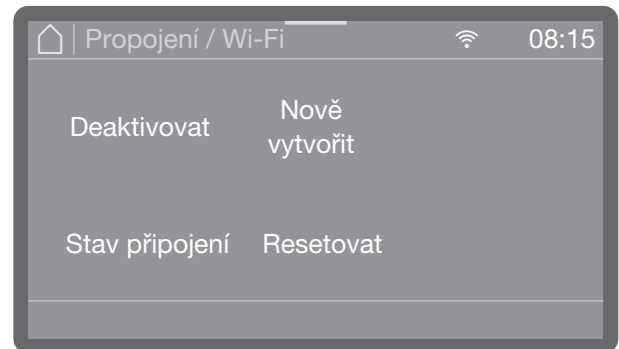 Propojení / Wi-Fi 08:15
Deaktivovat
Nově
vytvořit
Stav připojení
Resetovat